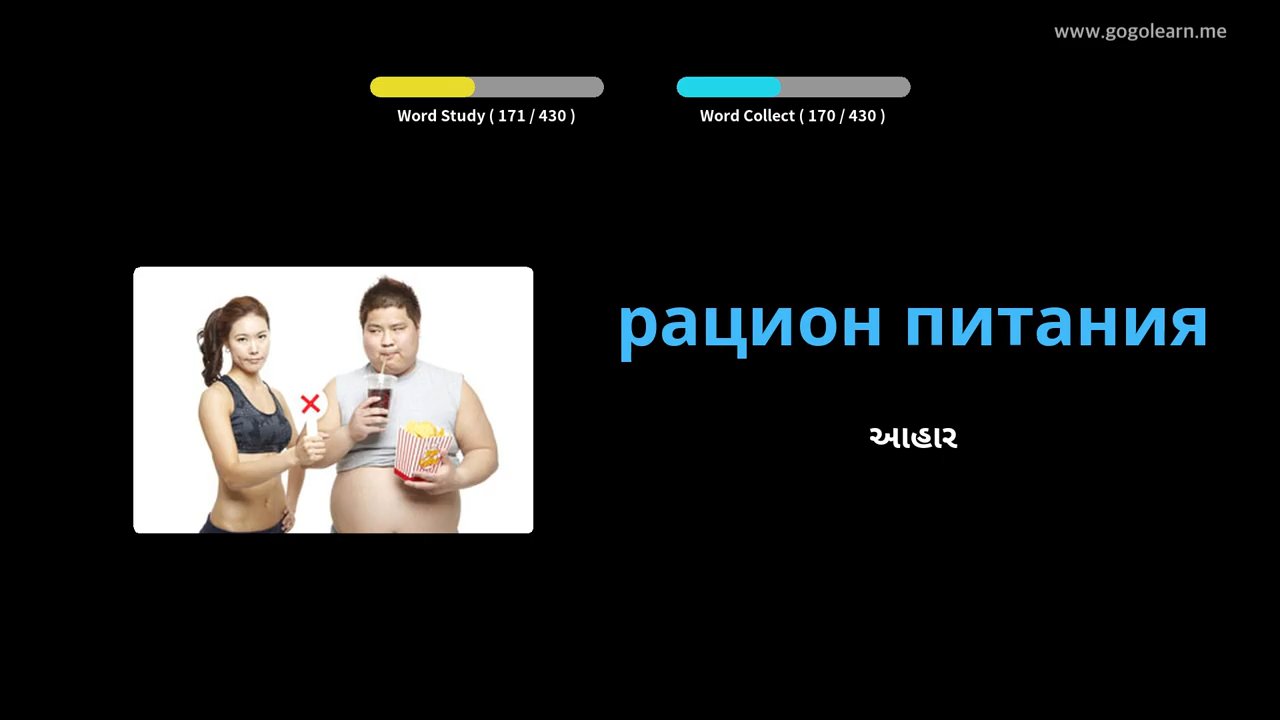 www.gogolearn.me
Word Study ( 171 / 430 )
Word Collect ( 170 / 430 )
рацион питания
આહાર